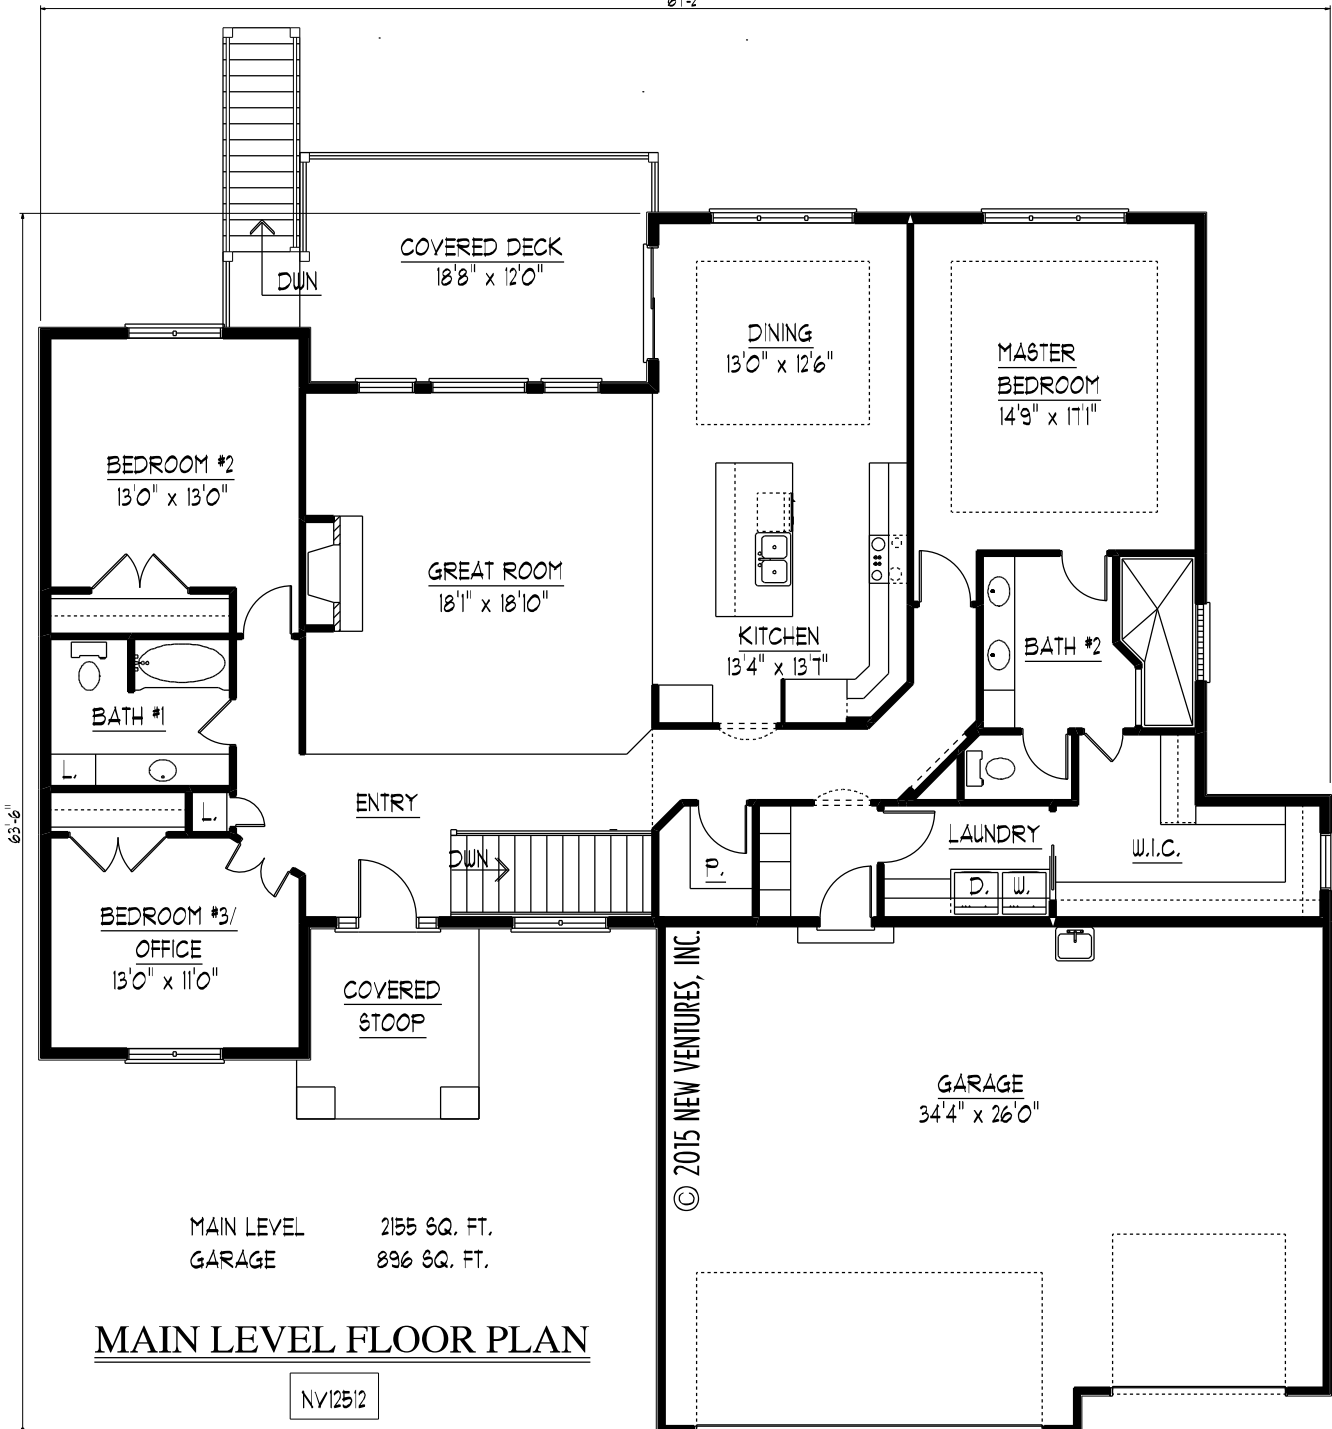 COVERED DECK
18'8" x 12'0"
DWN
DINING
13'0" x 12'6"
MASTER
BEDROOM
14'9" x 17'1"
BEDROOM #2
13'0" x 13'0"
GREAT ROOM
18'1" x 18'10"
KITCHEN
13'4" x 13'7"
BATH #2
BATH #1
L.
L.
ENTRY
63'-6"
DWN
P.
LAUNDRY
W.I.C.
D.
W.
BEDROOM #3/
OFFICE
13'0" x 11'0"
COVERED
STOOP
© 2015 NEW VENTURES, INC.
GARAGE
34'4" x 26'0"
MAIN LEVEL 2155 SQ. FT.
GARAGE 896 SQ. FT.
MAIN LEVEL FLOOR PLAN
NV12512